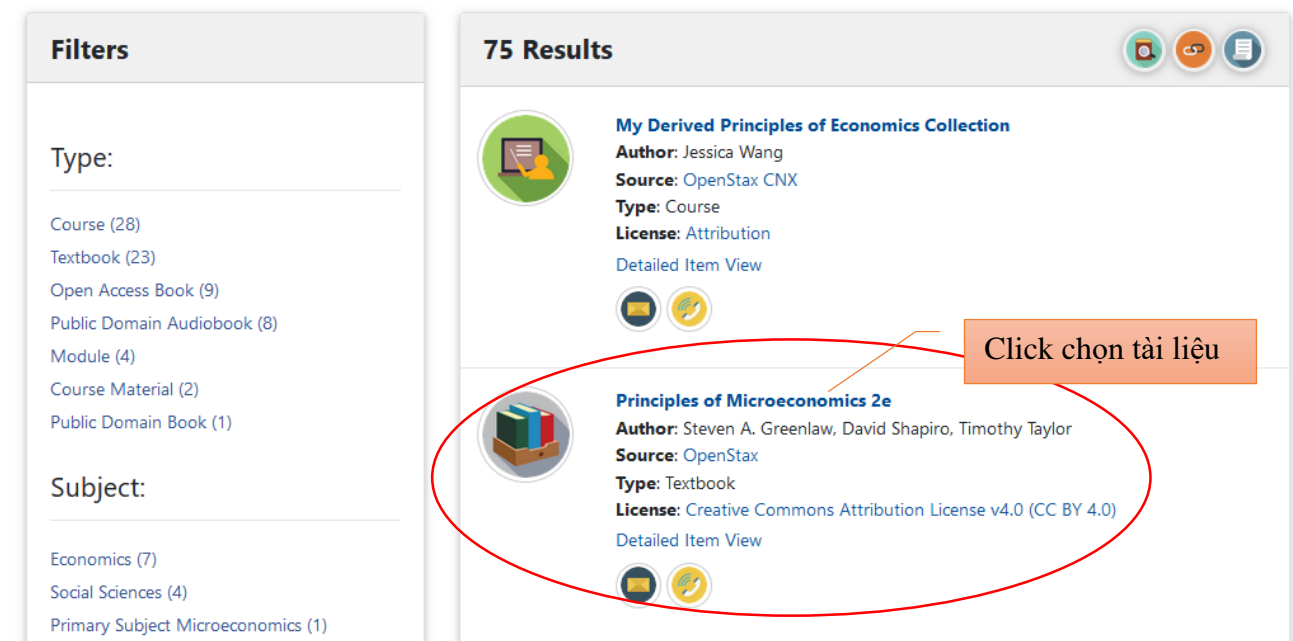 Filters
Type:
Course (28)
Textbook (23)
Open Access Book (9)
Public Domain Audiobook (8)
Module (4)
Course Material (2)
Public Domain Book (1)
Subject:
Economics (7)
Social Sciences (4)
Primary Subject Microeconomics (1)
75 Results
My Derived Principles of Economics Collection
Author: Jessica Wang
Source: OpenStax CNX
Type: Course
License: Attribution
Detailed Item View
Click chọn tài liệu
Principles of Microeconomics 2e
Author: Steven A. Greenlaw, David Shapiro, Timothy Taylor
Source: OpenStax
Type: Textbook
License: Creative Commons Attribution License v4.0 (CC BY 4.0)
Detailed Item View